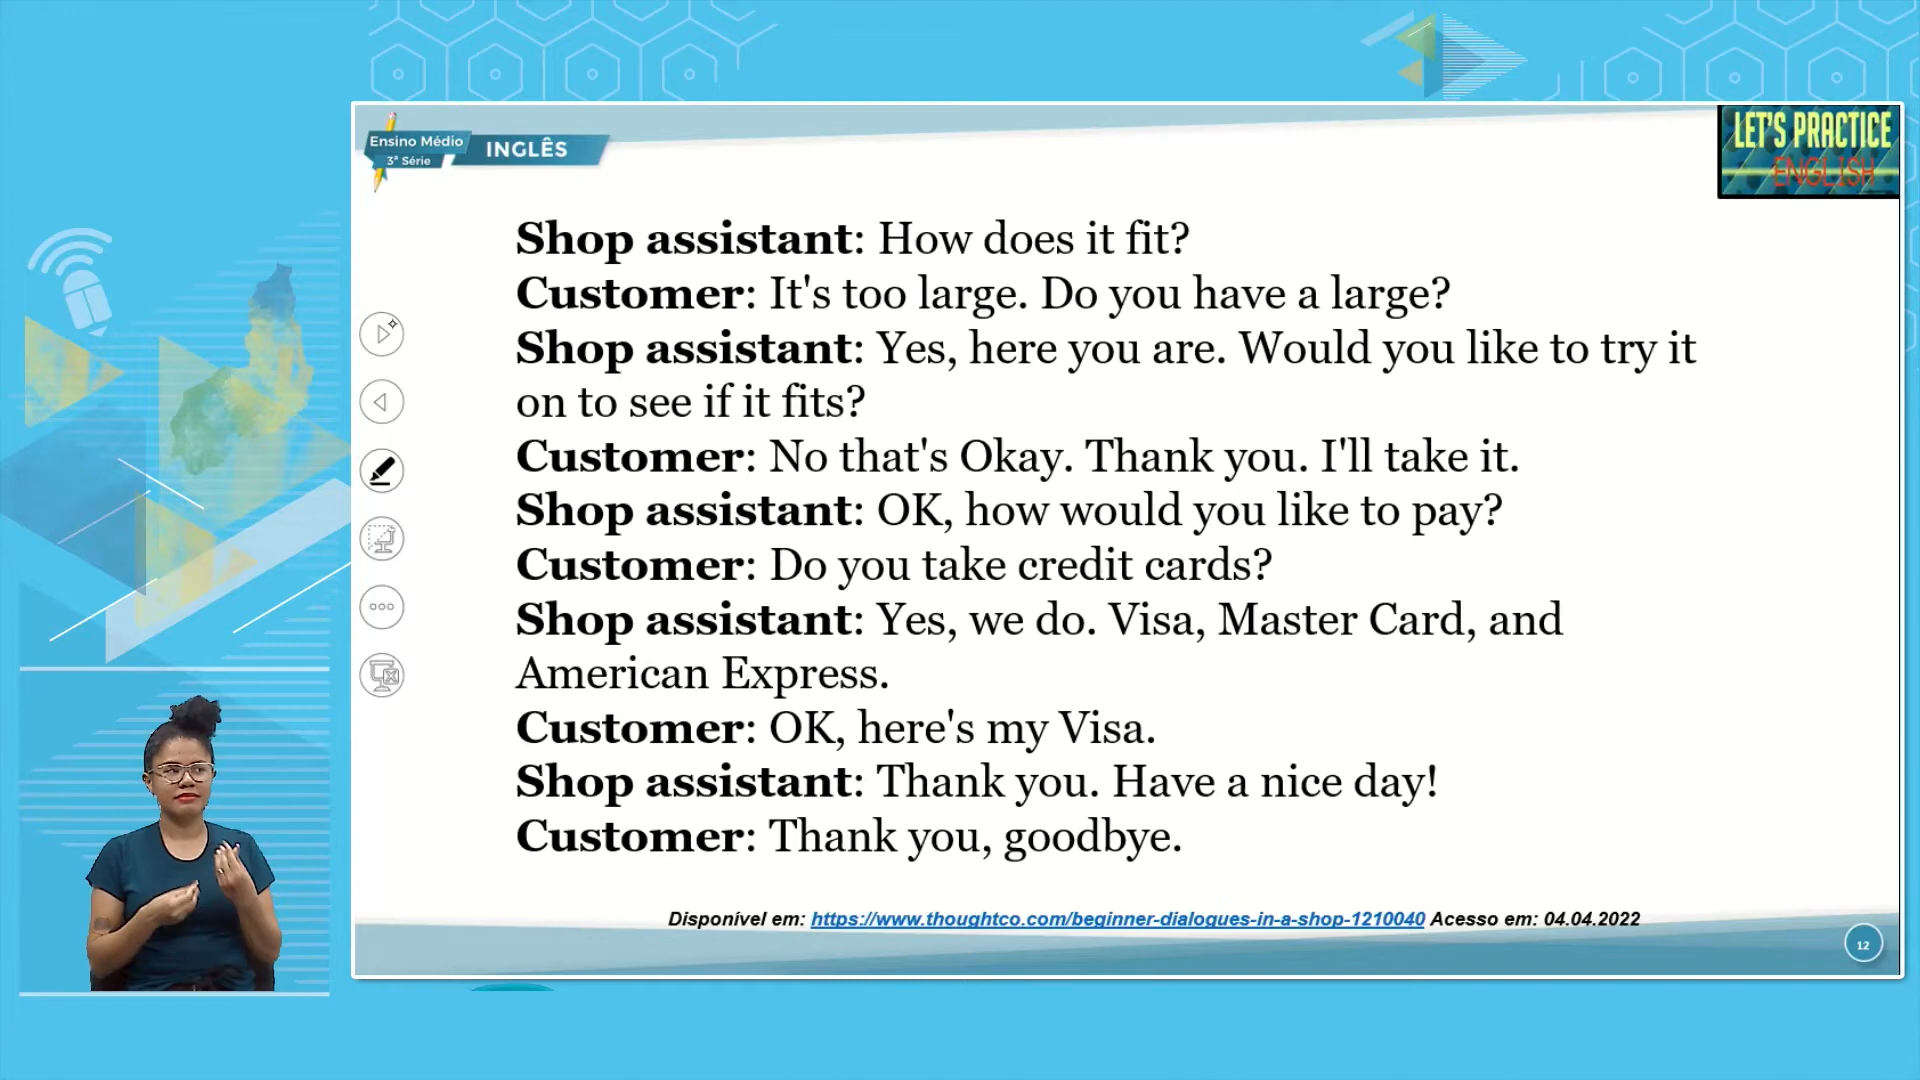 Ensino Médio
3ª Série
INGLÊS
LET'S PRACTICE
ENGLISH
Shop assistant: How does it fit?
Customer: It's too large. Do you have a large?
Shop assistant: Yes, here you are. Would you like to try it
on to see if it fits?
Customer: No that's Okay. Thank you. I'll take it.
Shop assistant: OK, how would you like to pay?
Customer: Do you take credit cards?
Shop assistant: Yes, we do. Visa, Master Card, and
American Express.
Customer: OK, here's my Visa.
Shop assistant: Thank you. Have a nice day!
Customer: Thank you, goodbye.
Disponível em: https://www.thoughtco.com/beginner-dialogues-in-a-shop-1210040 Acesso em: 04.04.2022
12